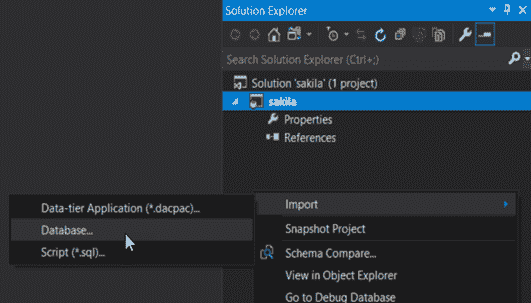 Solution Explorer
Search Solution Explorer (Ctrl+;)
Solution 'sakila' (1 project)
sakila
Properties
References
Import
Data-tier Application (*.dacpac)...
Database...
Script (*.sql)...
Snapshot Project
Schema Compare...
View in Object Explorer
Go to Debug Database